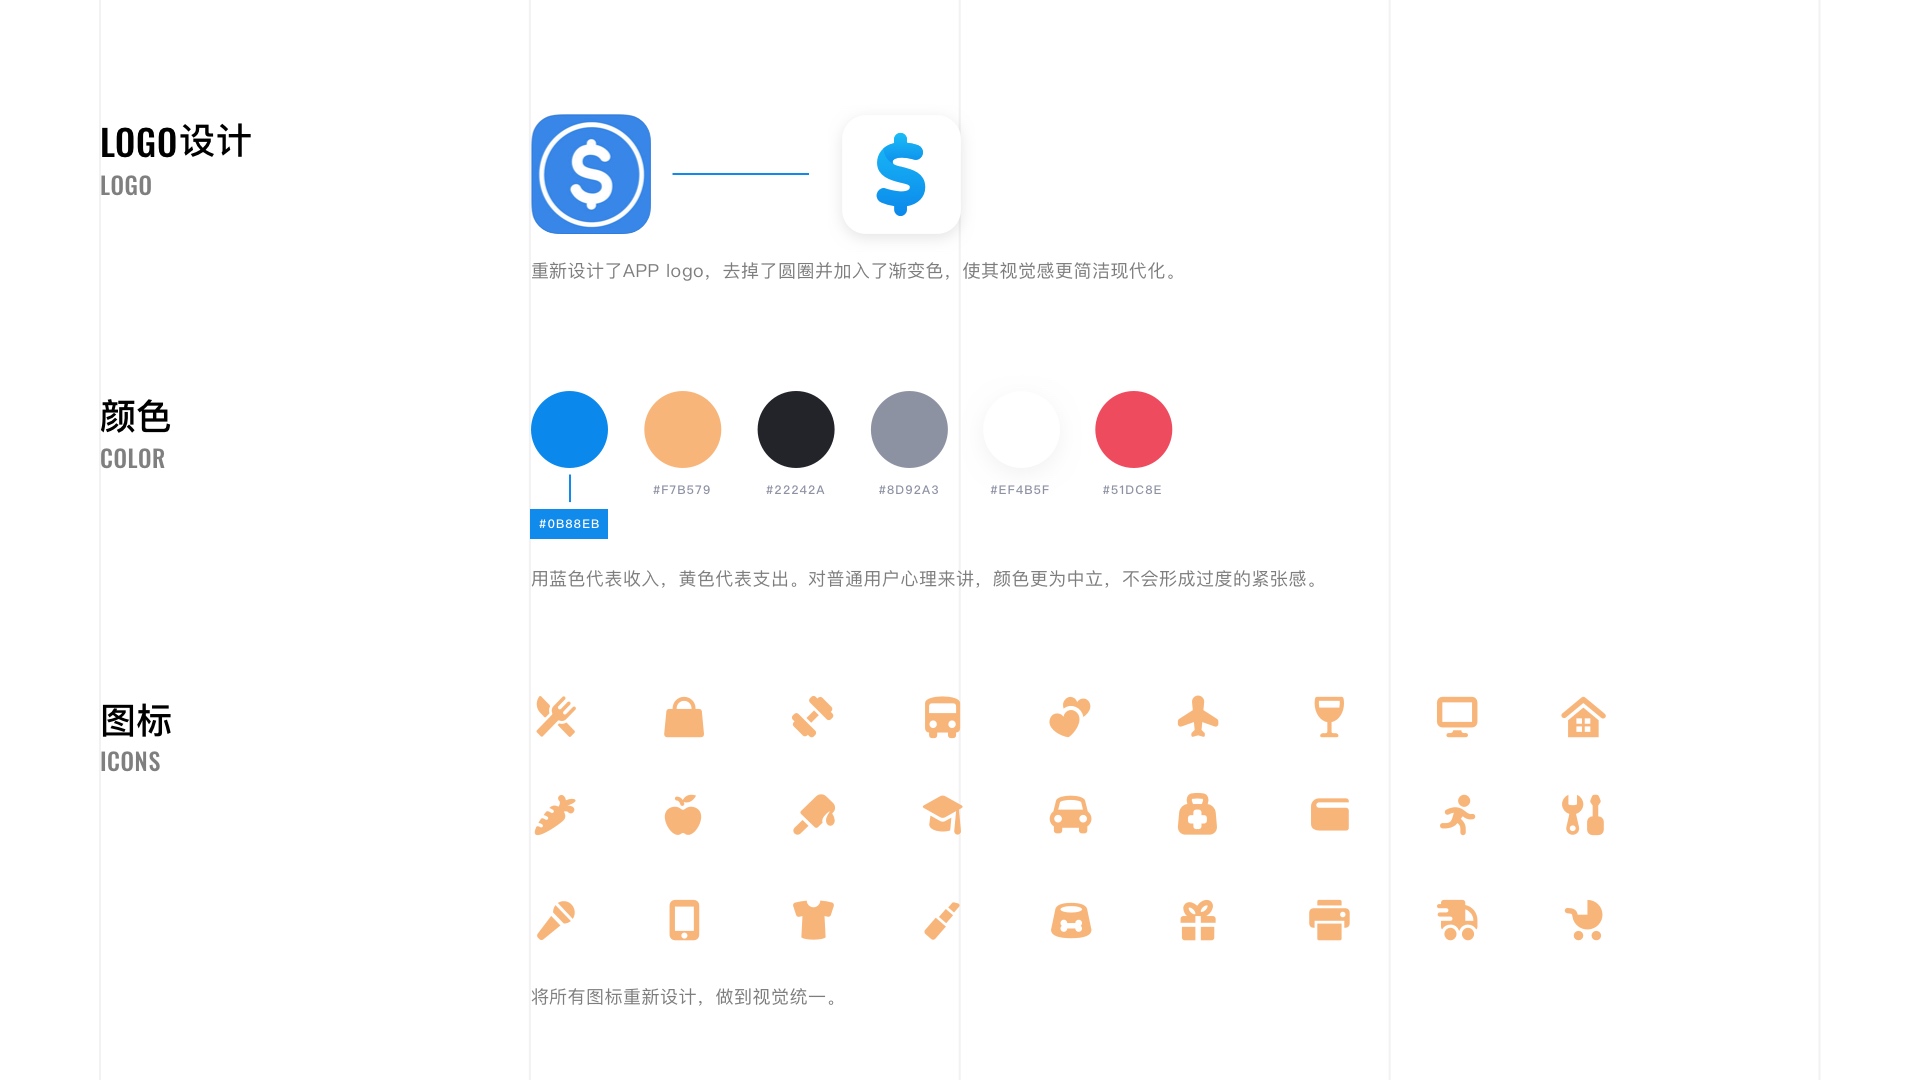 LOGO设计
LOGO
重新设计了APP logo，去掉了圆圈并加入了渐变色，使其视觉感更简洁现代化。
颜色
COLOR
#F7B579
#22242A
#8D92A3
#EF4B5F
#51DC8E
#0B88EB
用蓝色代表收入，黄色代表支出。对普通用户心理来讲，颜色更为中立，不会形成过度的紧张感。
图标
ICONS
将所有图标重新设计，做到视觉统一。